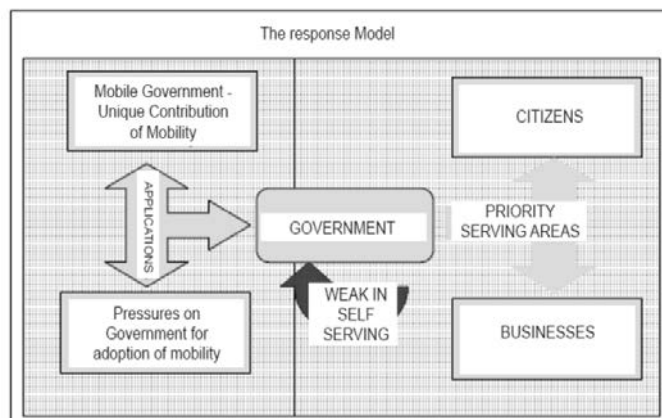 The response Model
Mobile Government -
Unique Contribution
of Mobility
CITIZENS
APPLICATIONS
GOVERNMENT
PRIORITY
SERVING AREAS
WEAK IN
SELF
SERVING
Pressures on
Government for
adoption of mobility
BUSINESSES